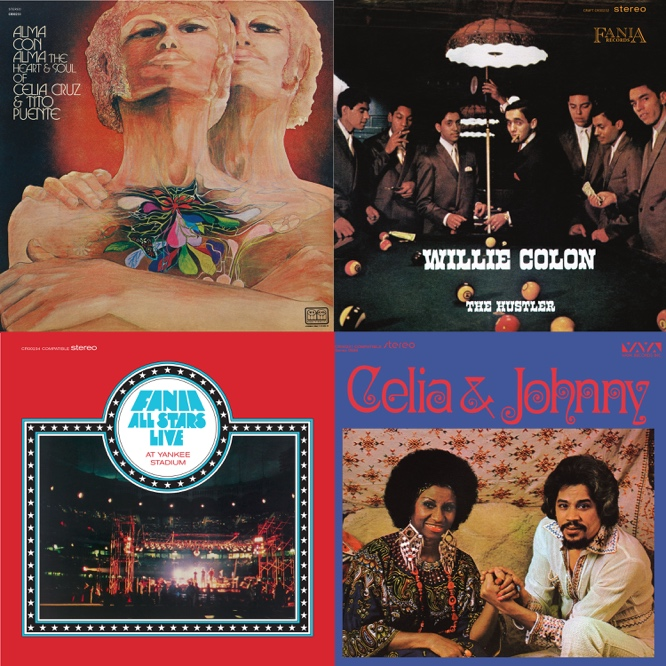 ALMA
CON
ALMA THE
HEART & SOUL
OF
CELIA CRUZ
& TITO
PUENTE
stereo
FANIA
RECORDS
WILLIE COLON
THE HUSTLER
stereo
FANIA
ALL STARS
LIVE
AT YANKEE
STADIUM
stereo
VAYA
Celia & Johnny